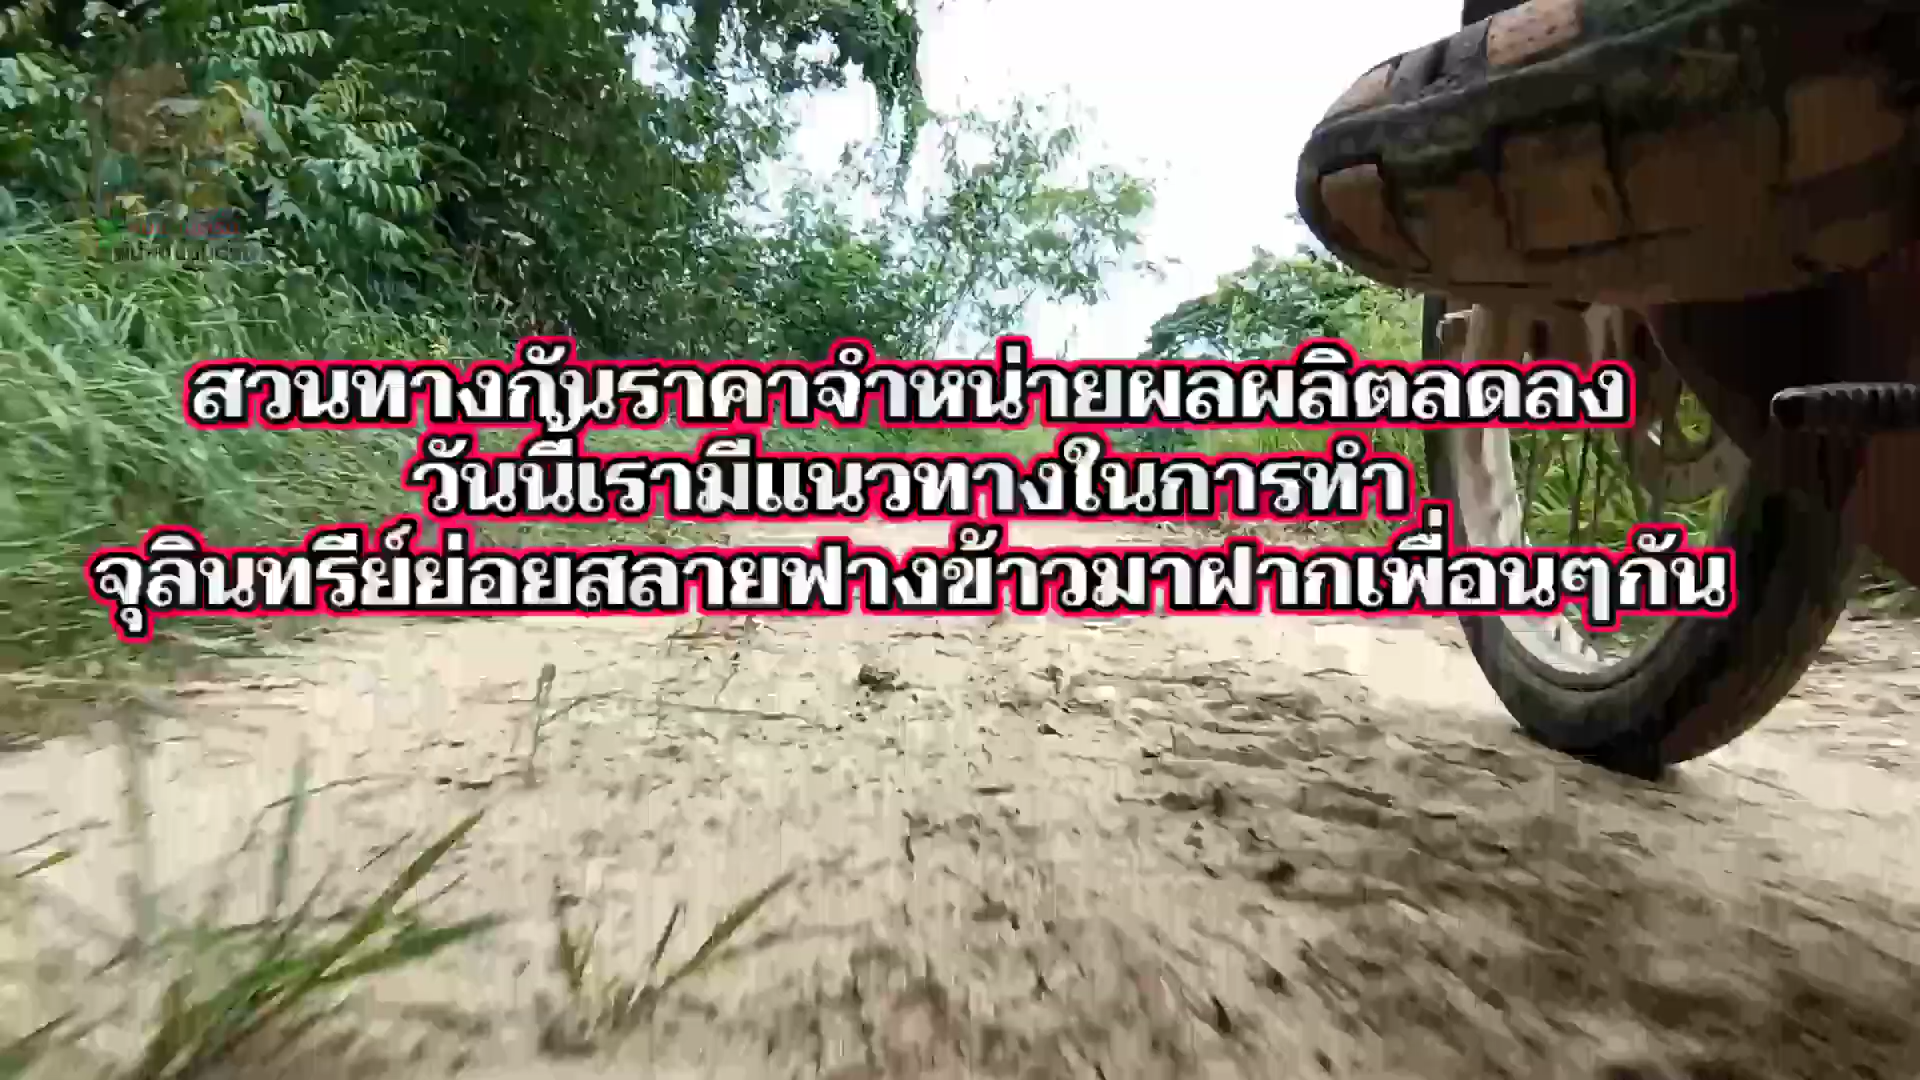 สวนทางกันราคาจำหน่ายผลผลิตลดลง
วันนี้เรามีแนวทางในการทำ
จุลินทรีย์ย่อยสลายฟางข้าวมาฝากเพื่อนๆกัน